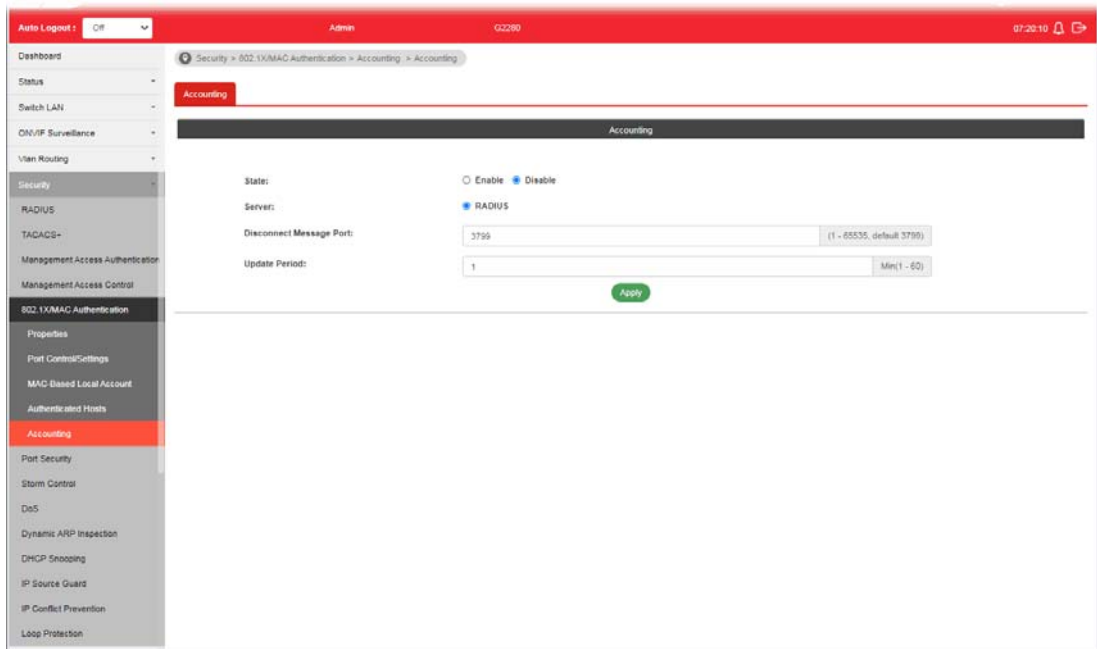 Auto Logout : Off Admin G2280 07:20:10
Dashboard
Status
Switch LAN
ONVIF Surveillance
Vlan Routing
Security
RADIUS
TACACS+
Management Access Authentication
Management Access Control
802.1X/MAC Authentication
Properties
Port Control/Settings
MAC-Based Local Account
Authenticated Hosts
Accounting
Port Security
Storm Control
DoS
Dynamic ARP Inspection
DHCP Snooping
IP Source Guard
IP Conflict Prevention
Loop Protection
Security > 802.1X/MAC Authentication > Accounting > Accounting
Accounting
Accounting
State: Enable Disable
Server: RADIUS
Disconnect Message Port: 3799 (1 - 65535, default 3799)
Update Period: 1 Min(1 - 60)
Apply